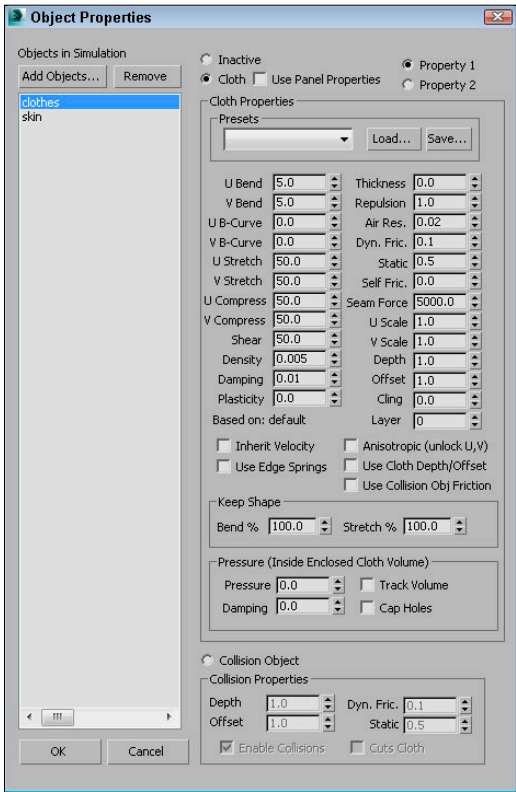 Object Properties
Objects in Simulation
Add Objects... Remove
clothes
skin
OK Cancel
Inactive Property 1
Cloth Use Panel Properties Property 2
Cloth Properties
Presets
Load... Save...
U Bend 5.0 Thickness 0.0
V Bend 5.0 Repulsion 1.0
U B-Curve 0.0 Air Res. 0.02
V B-Curve 0.0 Dyn. Fric. 0.1
U Stretch 50.0 Static 0.5
V Stretch 50.0 Self Fric. 0.0
U Compress 50.0 Seam Force 5000.0
V Compress 50.0 U Scale 1.0
Shear 50.0 V Scale 1.0
Density 0.005 Depth 1.0
Damping 0.01 Offset 1.0
Plasticity 0.0 Cling 0.0
Based on: default Layer 0
Inherit Velocity Anisotropic (unlock U,V)
Use Edge Springs Use Cloth Depth/Offset
Use Collision Obj Friction
Keep Shape
Bend % 100.0 Stretch % 100.0
Pressure (Inside Enclosed Cloth Volume)
Pressure 0.0 Track Volume
Damping 0.0 Cap Holes
Collision Object
Collision Properties
Depth 1.0 Dyn. Fric. 0.1
Offset 1.0 Static 0.5
Enable Collisions Cuts Cloth